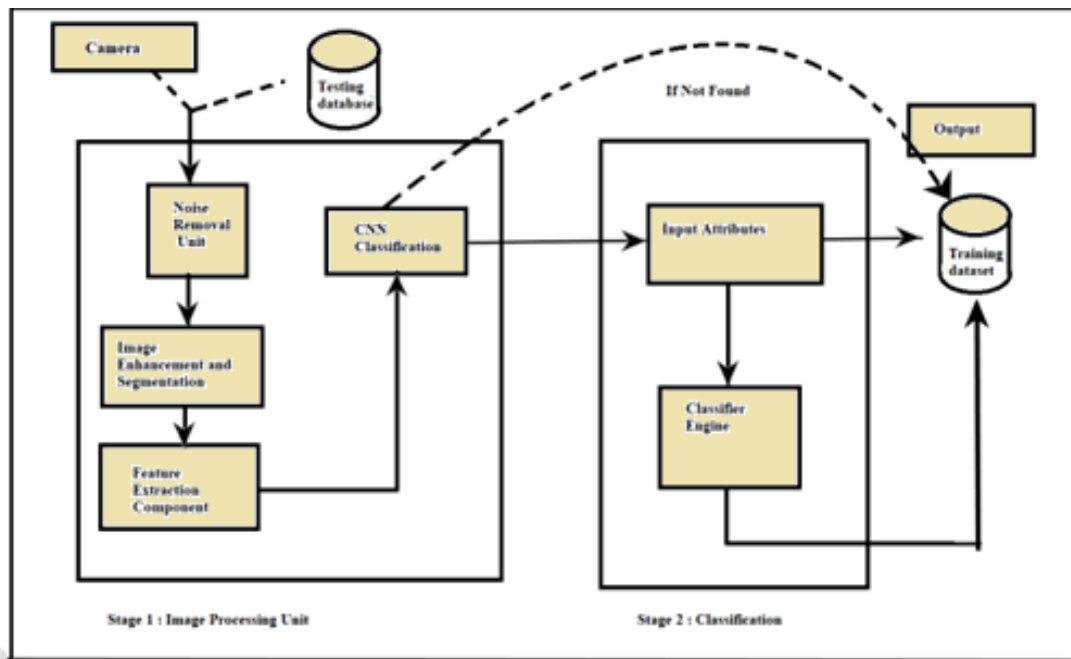 Camera
Testing
database
If Not Found
Output
Noise
Removal
Unit
CNN
Classification
Input Attributes
Training
dataset
Image
Enhancement and
Segmentation
Classifier
Engine
Feature
Extraction
Component
Stage 1 : Image Processing Unit
Stage 2 : Classification